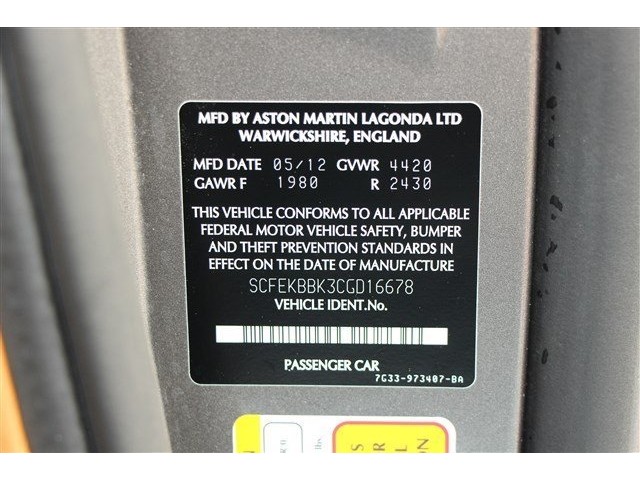 MFD BY ASTON MARTIN LAGONDA LTD
WARWICKSHIRE, ENGLAND
MFD DATE 05/12 GVWR 4420
GAWR F 1980 R 2430
THIS VEHICLE CONFORMS TO ALL APPLICABLE
FEDERAL MOTOR VEHICLE SAFETY, BUMPER
AND THEFT PREVENTION STANDARDS IN
EFFECT ON THE DATE OF MANUFACTURE
SCFEKBBK3CGD16678
VEHICLE IDENT.No.
PASSENGER CAR
7G33-973407-BA